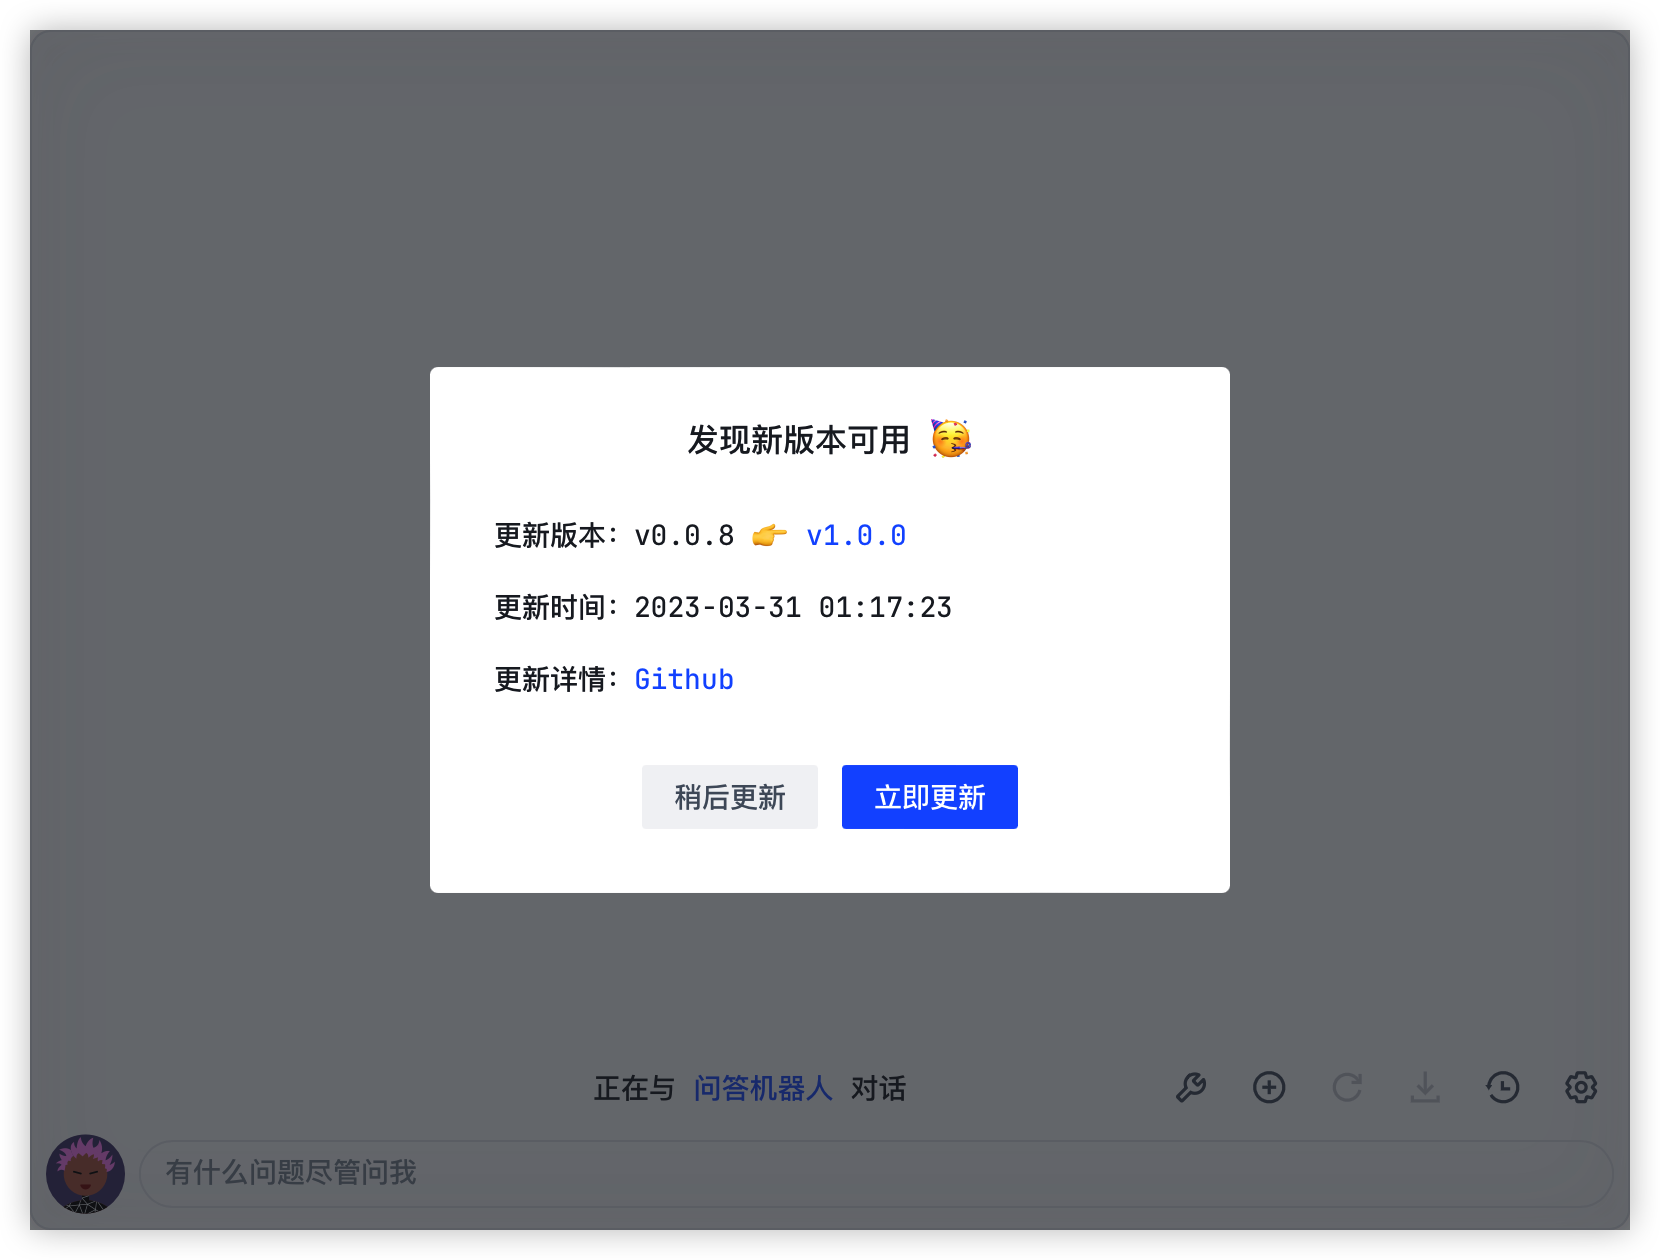 发现新版本可用 🥳
更新版本：v0.0.8 👉 v1.0.0
更新时间：2023-03-31 01:17:23
更新详情：Github
稍后更新 立即更新
正在与 问答机器人 对话
有什么问题尽管问我